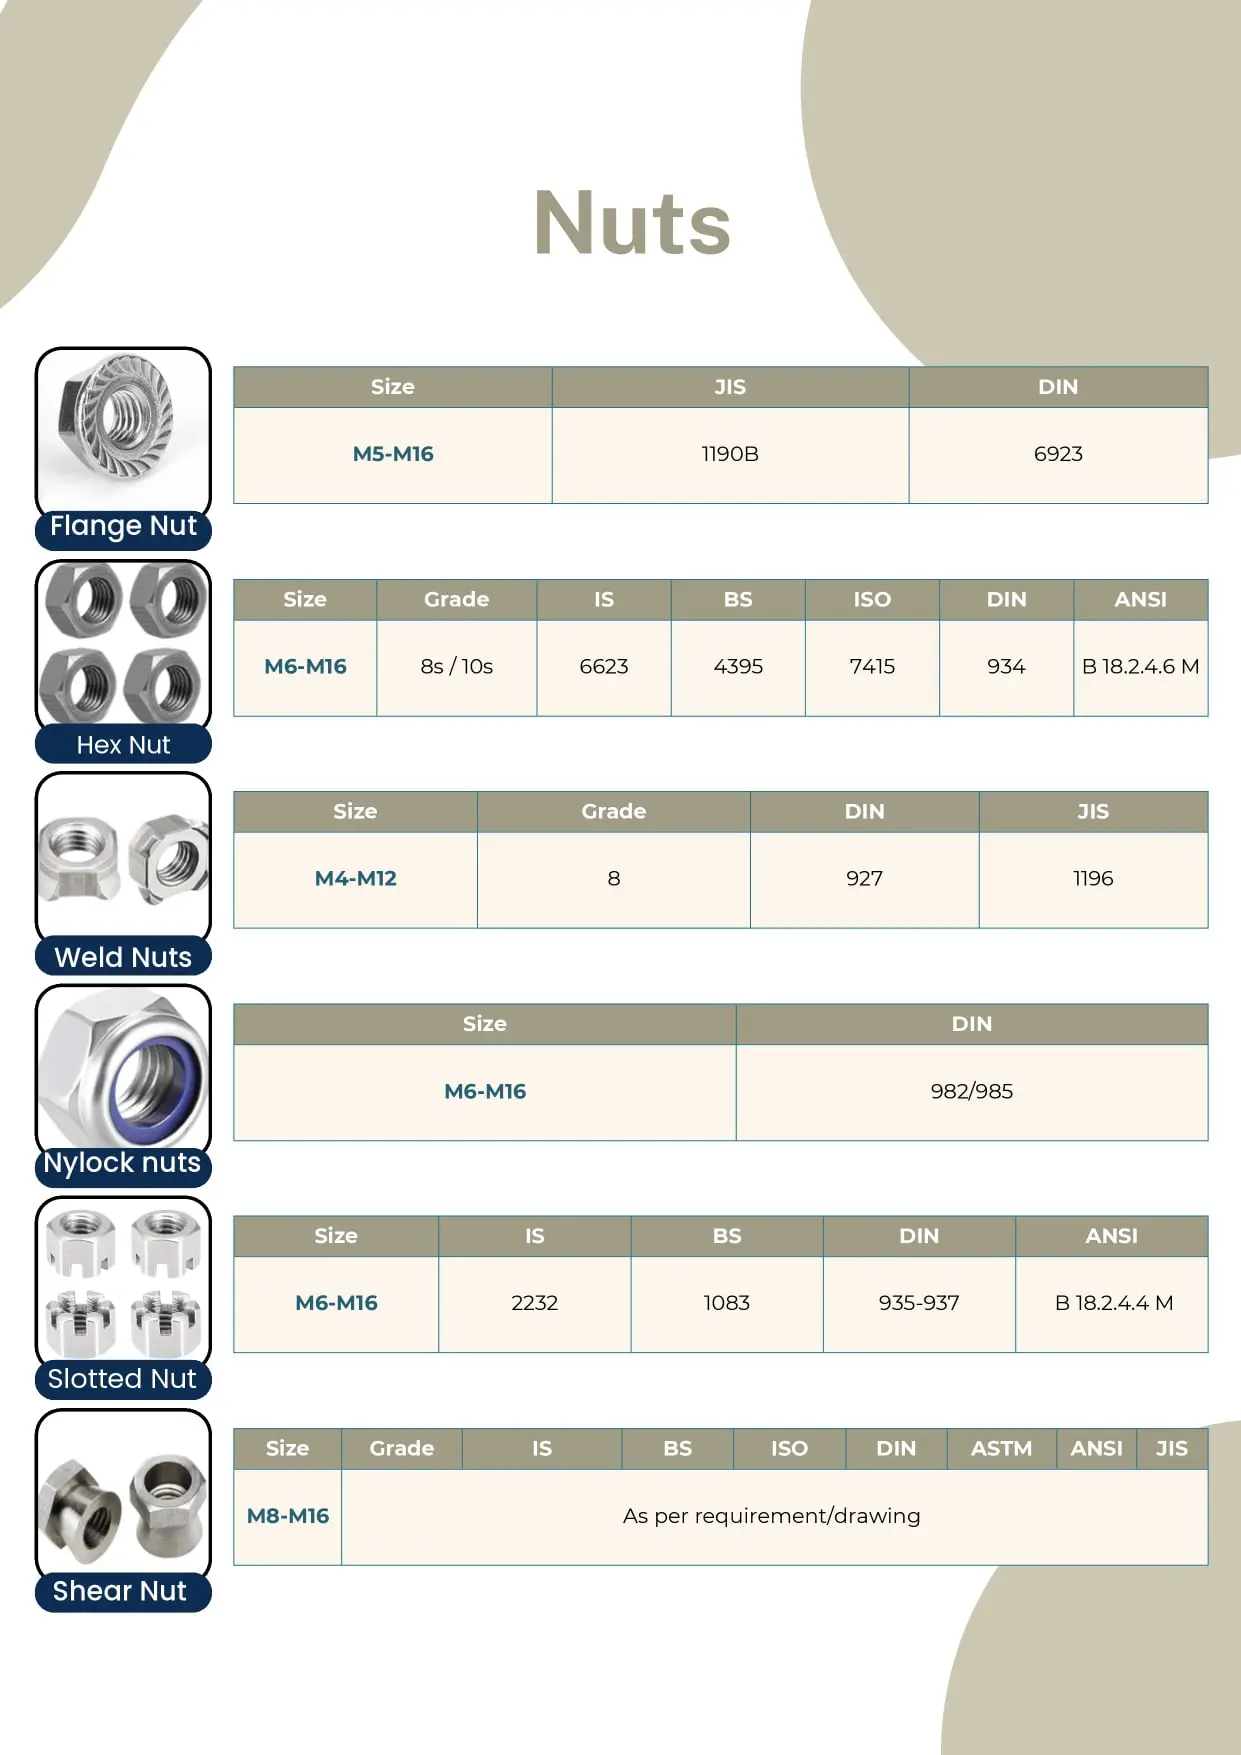 Nuts
Size JIS DIN
M5-M16 1190B 6923
Flange Nut
Size Grade IS BS ISO DIN ANSI
M6-M16 8s / 10s 6623 4395 7415 934 B 18.2.4.6 M
Hex Nut
Size Grade DIN JIS
M4-M12 8 927 1196
Weld Nuts
Size DIN
M6-M16 982/985
Nylock nuts
Size IS BS DIN ANSI
M6-M16 2232 1083 935-937 B 18.2.4.4 M
Slotted Nut
Size Grade IS BS ISO DIN ASTM ANSI JIS
M8-M16 As per requirement/drawing
Shear Nut